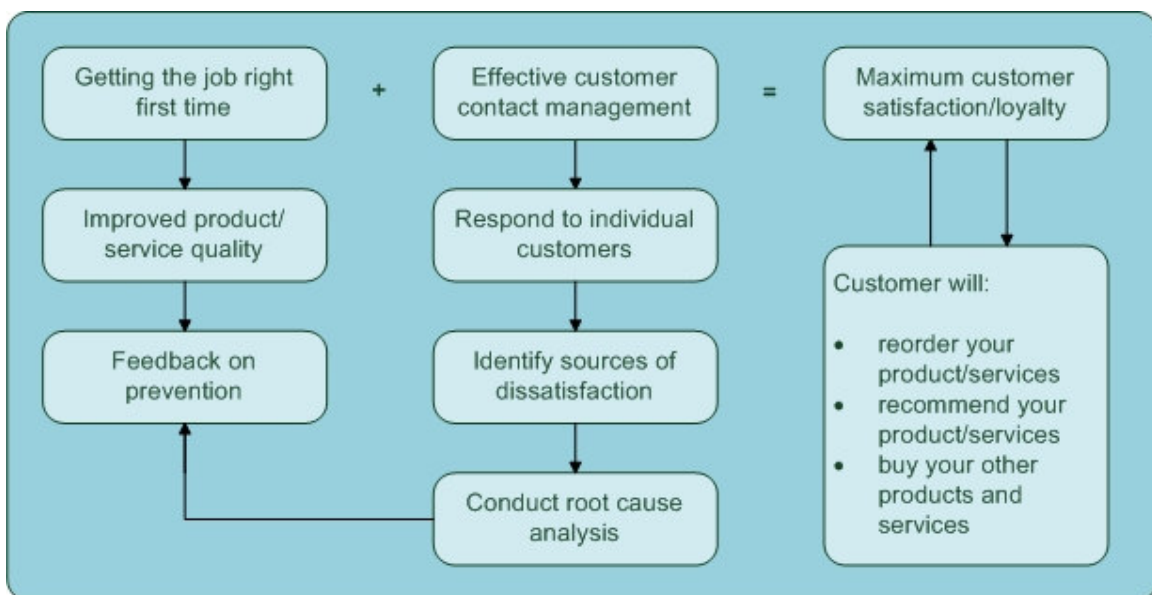 Getting the job right
first time
+
Effective customer
contact management
=
Maximum customer
satisfaction/loyalty
Improved product/
service quality
Respond to individual
customers
Feedback on
prevention
Identify sources of
dissatisfaction
Conduct root cause
analysis
Customer will:
• reorder your
product/services
• recommend your
product/services
• buy your other
products and
services